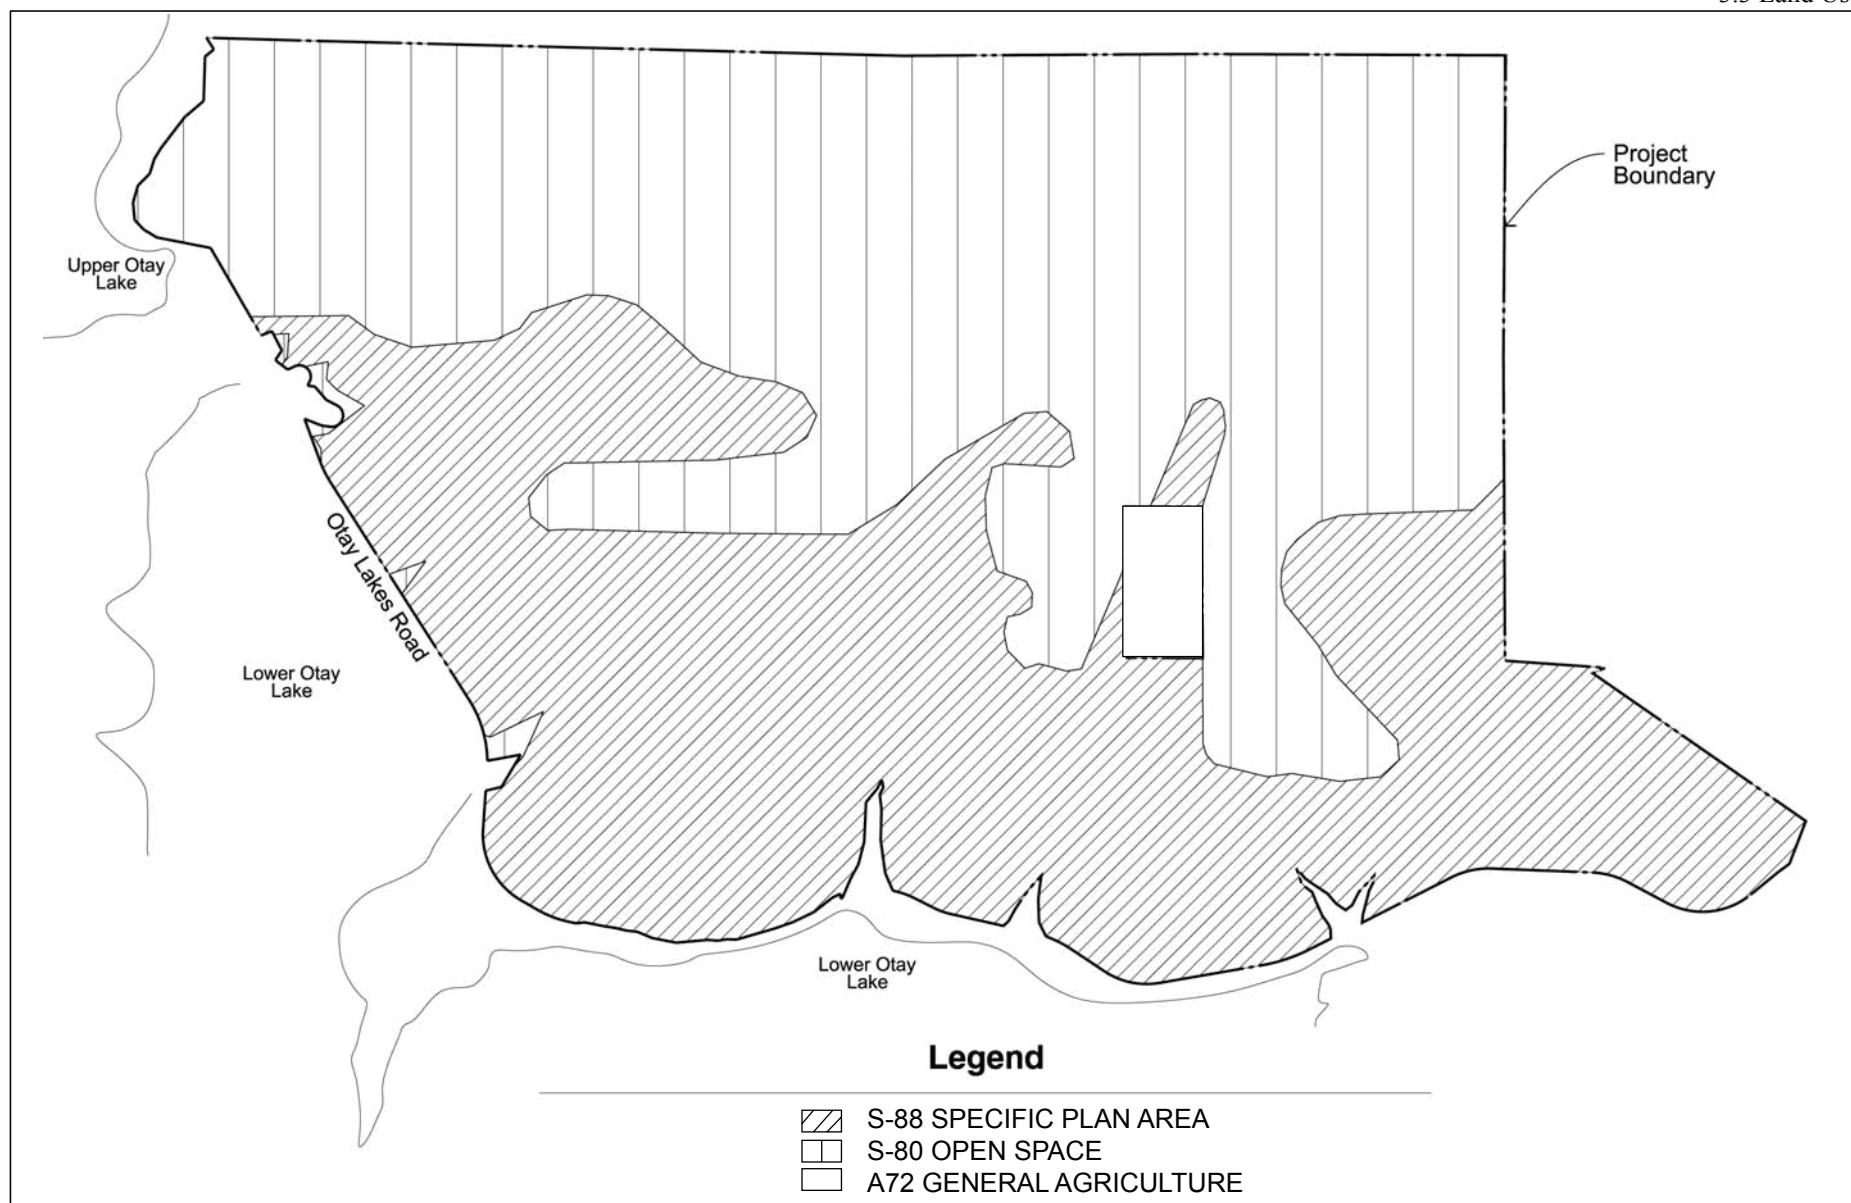 Project
Boundary
Upper Otay
Lake
Otay Lakes Road
Lower Otay
Lake
Lower Otay
Lake
Legend
S-88 SPECIFIC PLAN AREA
S-80 OPEN SPACE
A72 GENERAL AGRICULTURE